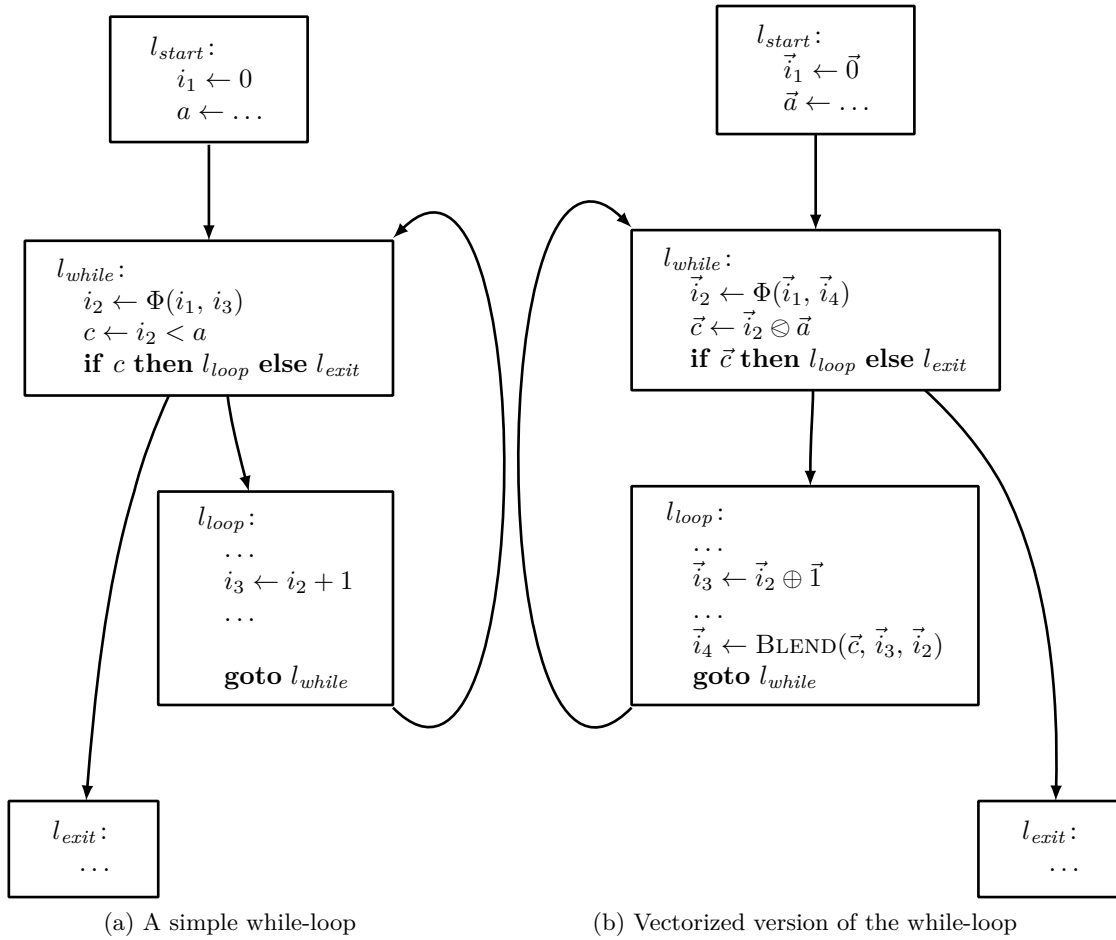 l_start:
i_1 ← 0
a ← ...
l_while:
i_2 ← Φ(i_1, i_3)
c ← i_2 < a
if c then l_loop else l_exit
l_loop:
...
i_3 ← i_2 + 1
...
goto l_while
l_exit:
...
(a) A simple while-loop
l_start:
i⃗_1 ← 0⃗
a⃗ ← ...
l_while:
i⃗_2 ← Φ(i⃗_1, i⃗_4)
c⃗ ← i⃗_2 ⧀ a⃗
if c⃗ then l_loop else l_exit
l_loop:
...
i⃗_3 ← i⃗_2 ⊕ 1⃗
...
i⃗_4 ← BLEND(c⃗, i⃗_3, i⃗_2)
goto l_while
l_exit:
...
(b) Vectorized version of the while-loop